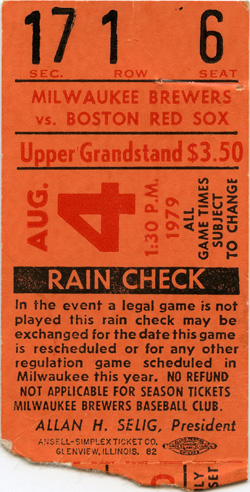 17 1 6
SEC. ROW SEAT
MILWAUKEE BREWERS
vs. BOSTON RED SOX
Upper Grandstand $3.50
AUG.
4
1:30 P.M.
1979
ALL
GAME TIMES
SUBJECT
TO CHANGE
RAIN CHECK
In the event a legal game is not
played this rain check may be
exchanged for the date this game
is rescheduled or for any other
regulation game scheduled in
Milwaukee this year. NO REFUND
NOT APPLICABLE FOR SEASON TICKETS
MILWAUKEE BREWERS BASEBALL CLUB.
ALLAN H. SELIG, President
ANSELL-SIMPLEX TICKET CO.
GLENVIEW, ILLINOIS. 82